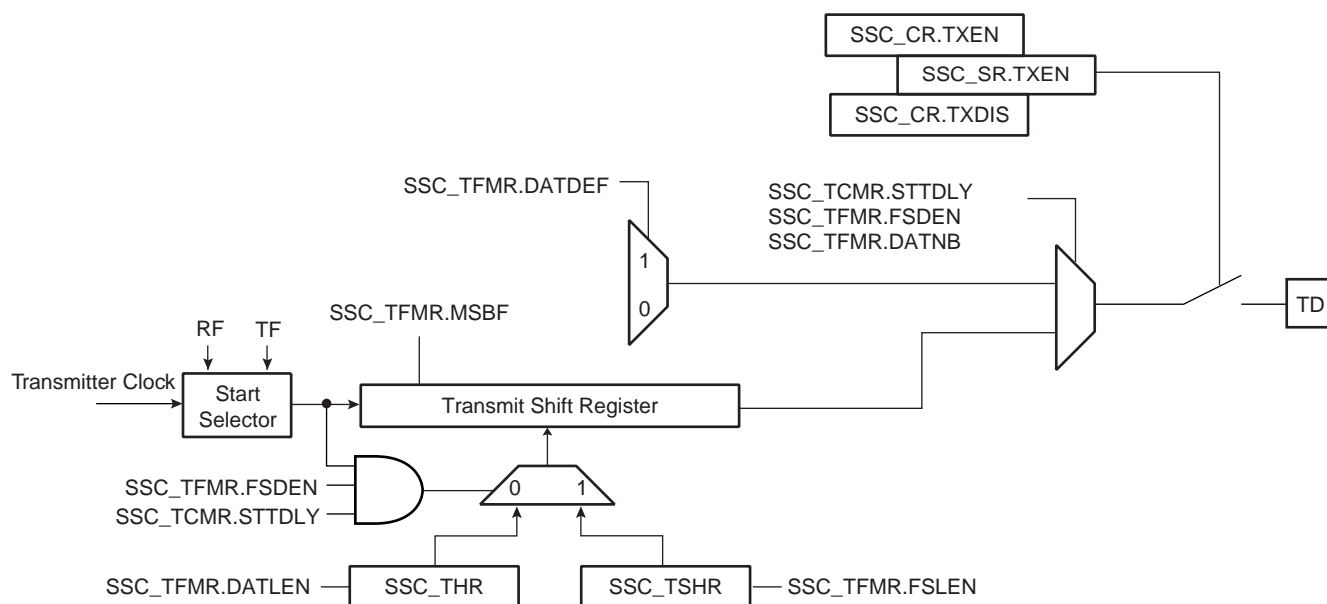 SSC_CR.TXEN
SSC_SR.TXEN
SSC_CR.TXDIS
SSC_TFMR.DATDEF
SSC_TCMR.STTDLY
SSC_TFMR.FSDEN
SSC_TFMR.DATNB
1
0
TD
SSC_TFMR.MSBF
RF
TF
Transmitter Clock
Start
Selector
Transmit Shift Register
SSC_TFMR.FSDEN
SSC_TCMR.STTDLY
0
1
SSC_TFMR.DATLEN
SSC_THR
SSC_TSHR
SSC_TFMR.FSLEN